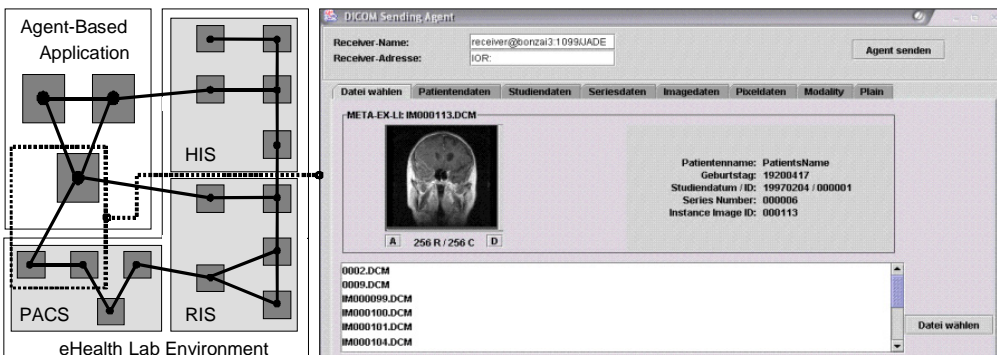 Agent-Based
Application
HIS
PACS
RIS
eHealth Lab Environment
DICOM Sending Agent
Receiver-Name: receiver@bonzai3:1099/JADE
Receiver-Adresse: IOR:
Agent senden
Datei wählen Patientendaten Studiendaten Seriesdaten Imagedaten Pixeldaten Modality Plain
META-EX-LI: IM000113.DCM
Patientenname: PatientsName
Geburtstag: 19200417
Studiendatum / ID: 19970204 / 000001
Series Number: 000006
Instance Image ID: 000113
A 256 R / 256 C D
0002.DCM
0009.DCM
IM000099.DCM
IM000100.DCM
IM000101.DCM
IM000104.DCM
Datei wählen